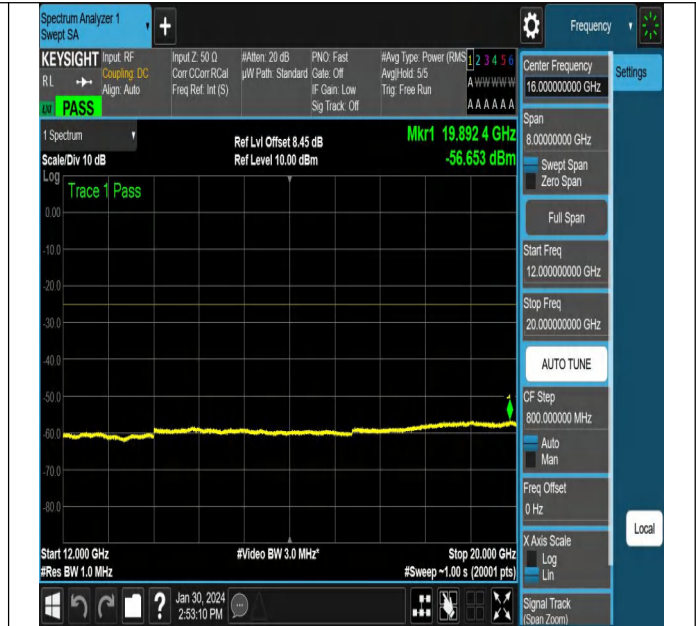 Spectrum Analyzer 1
Swept SA
+
Frequency
KEYSIGHT
RL
LXI
PASS
Input: RF
Coupling: DC
Align: Auto
Input Z: 50 Ω
Corr CCorr RCal
Freq Ref: Int (S)
#Atten: 20 dB
µW Path: Standard
PNO: Fast
Gate: Off
IF Gain: Low
Sig Track: Off
#Avg Type: Power (RMS
Avg|Hold: 5/5
Trig: Free Run
1 2 3 4 5 6
A W W W W W
A A A A A A
1 Spectrum
Scale/Div 10 dB
Ref Lvl Offset 8.45 dB
Ref Level 10.00 dBm
Mkr1 19.892 4 GHz
-56.653 dBm
Log
Trace 1 Pass
0.00
-10.0
-20.0
-30.0
-40.0
-50.0
-60.0
-70.0
-80.0
1
Start 12.000 GHz
#Res BW 1.0 MHz
#Video BW 3.0 MHz*
Stop 20.000 GHz
#Sweep ~1.00 s (20001 pts)
Center Frequency
16.000000000 GHz
Settings
Span
8.00000000 GHz
Swept Span
Zero Span
Full Span
Start Freq
12.000000000 GHz
Stop Freq
20.000000000 GHz
AUTO TUNE
CF Step
800.000000 MHz
Auto
Man
Freq Offset
0 Hz
X Axis Scale
Log
Lin
Signal Track
(Span Zoom)
Local
?
Jan 30, 2024
2:53:10 PM